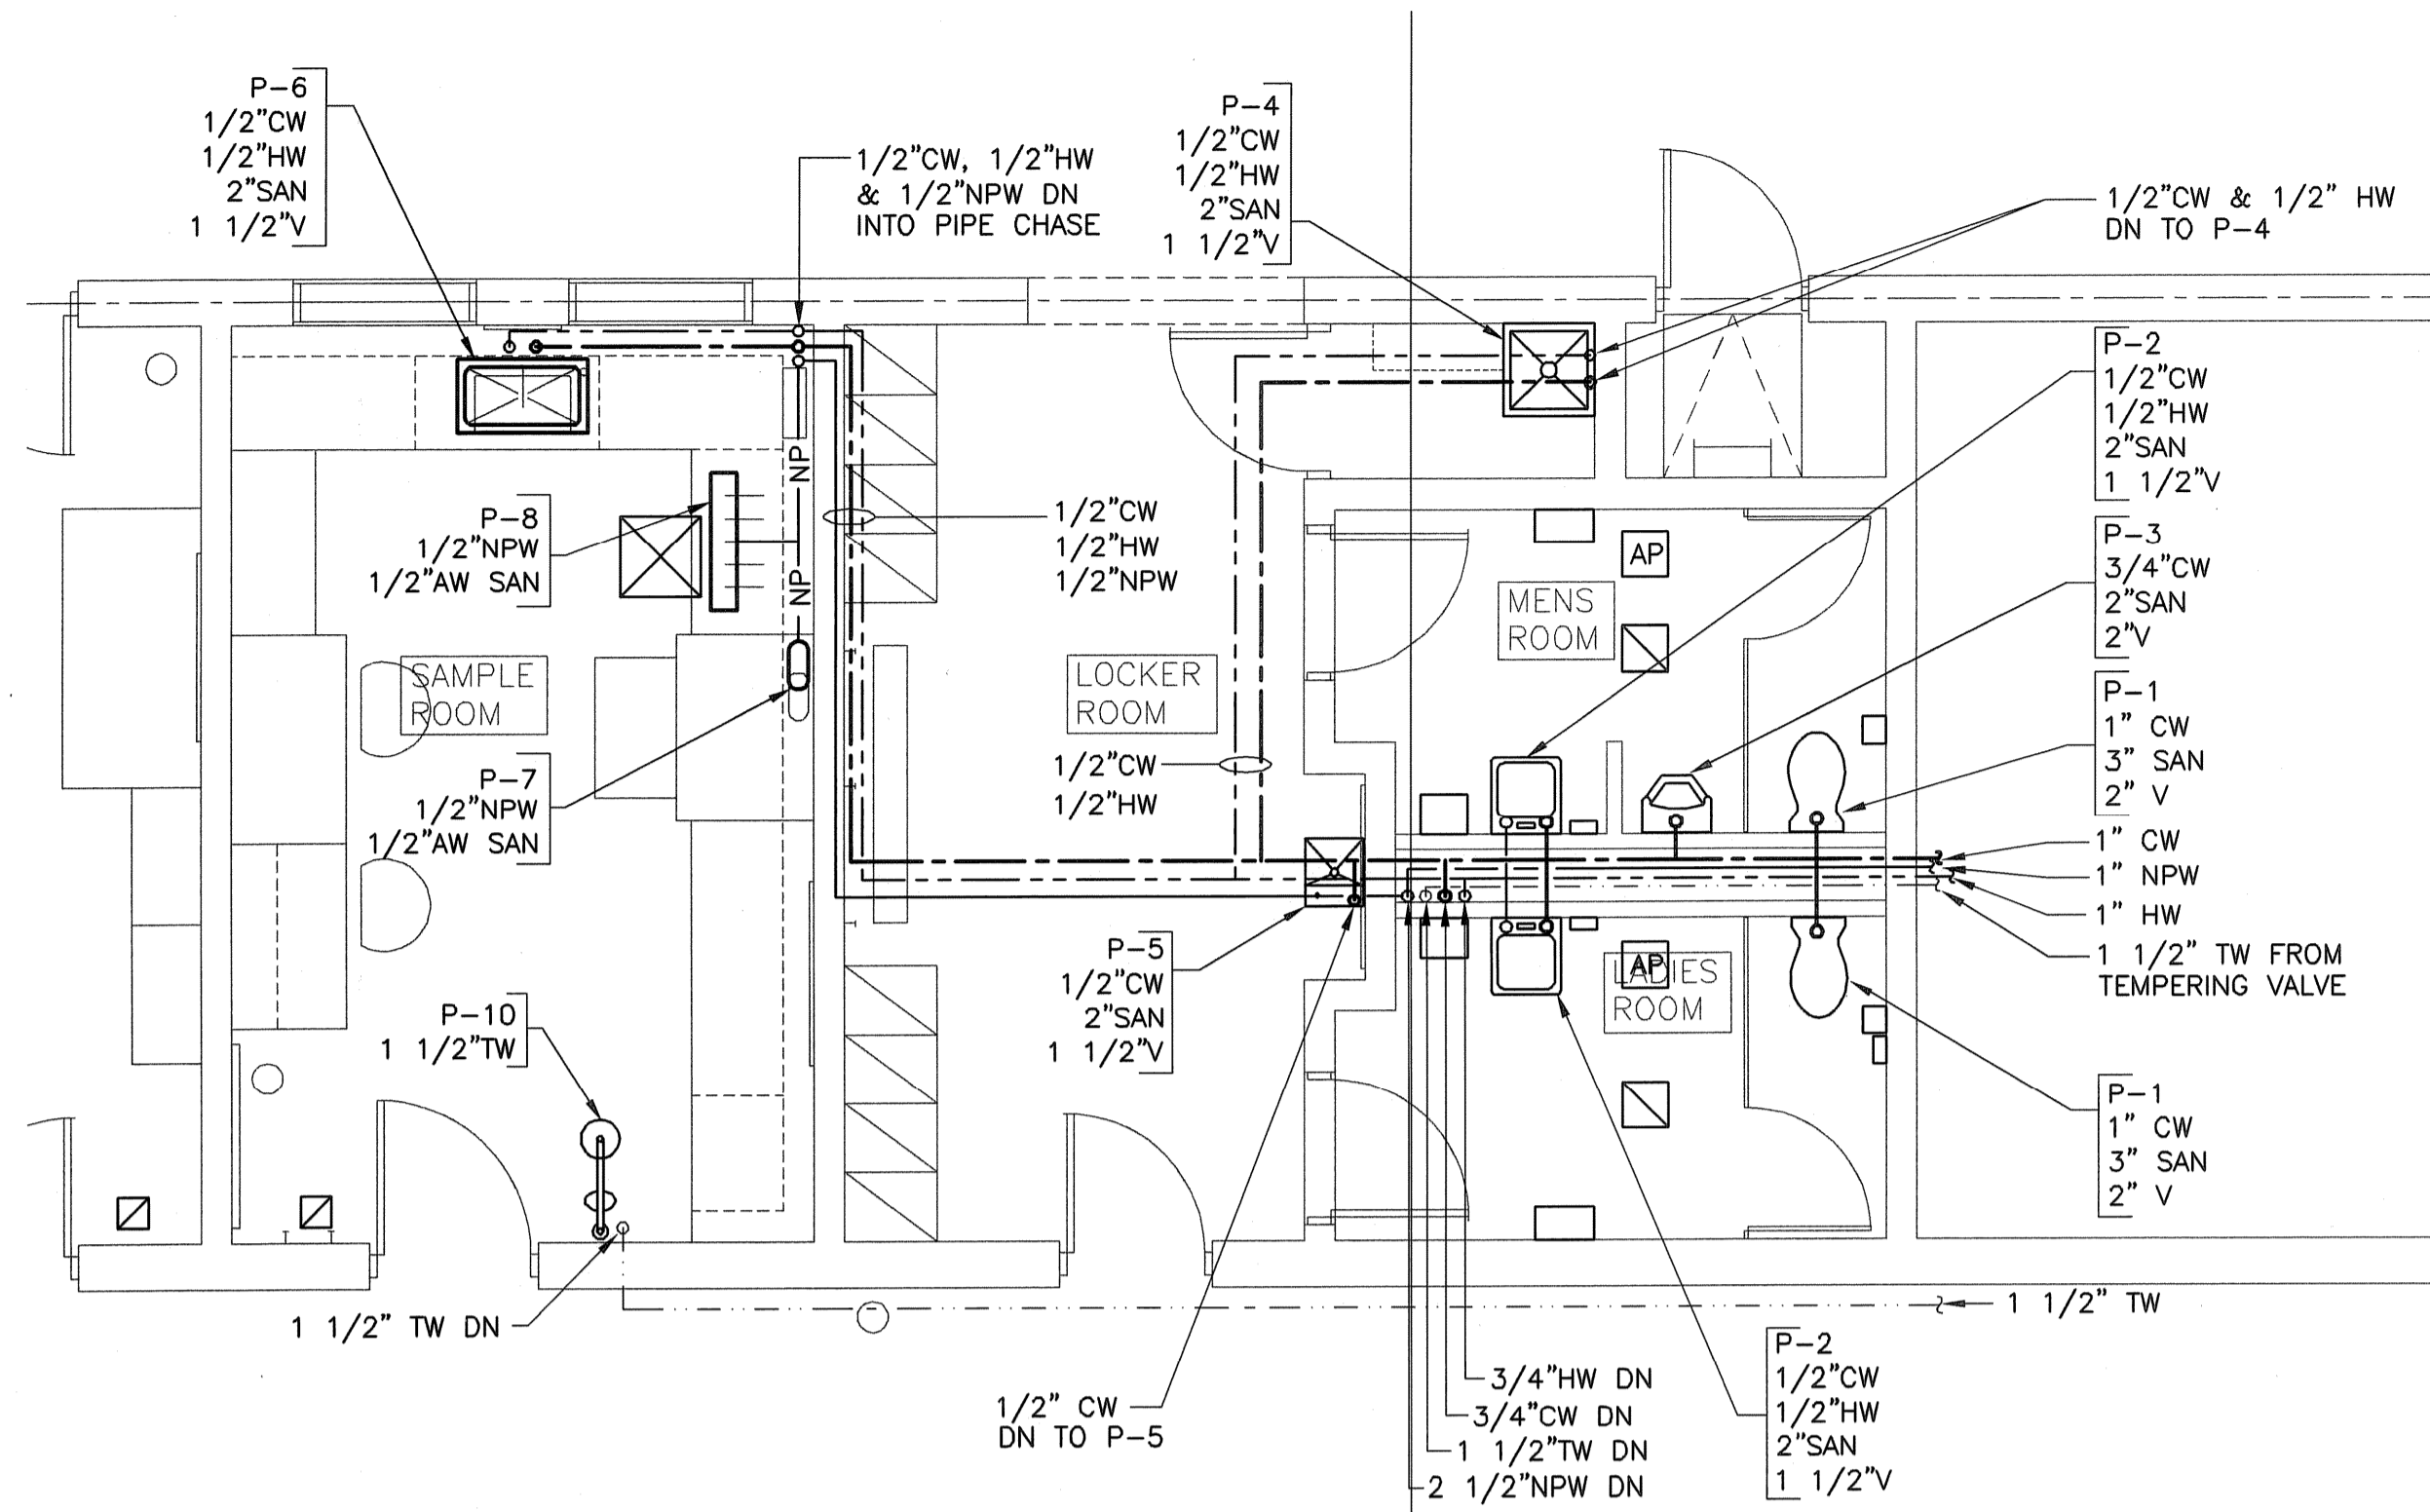 P-6
1/2"CW
1/2"HW
2"SAN
1 1/2"V
1/2"CW, 1/2"HW
& 1/2"NPW DN
INTO PIPE CHASE
P-4
1/2"CW
1/2"HW
2"SAN
1 1/2"V
1/2"CW & 1/2" HW
DN TO P-4
P-2
1/2"CW
1/2"HW
2"SAN
1 1/2"V
NP
P-8
1/2"NPW
1/2"AW SAN
NP
1/2"CW
1/2"HW
1/2"NPW
AP
MENS
ROOM
P-3
3/4"CW
2"SAN
2"V
SAMPLE
ROOM
LOCKER
ROOM
P-1
1" CW
3" SAN
2" V
P-7
1/2"NPW
1/2"AW SAN
1/2"CW
1/2"HW
1" CW
1" NPW
1" HW
1 1/2" TW FROM
TEMPERING VALVE
P-5
1/2"CW
2"SAN
1 1/2"V
AP
LADIES
ROOM
P-10
1 1/2"TW
P-1
1" CW
3" SAN
2" V
1 1/2" TW DN
1 1/2" TW
1/2" CW
DN TO P-5
3/4"HW DN
3/4"CW DN
1 1/2"TW DN
2 1/2"NPW DN
P-2
1/2"CW
1/2"HW
2"SAN
1 1/2"V